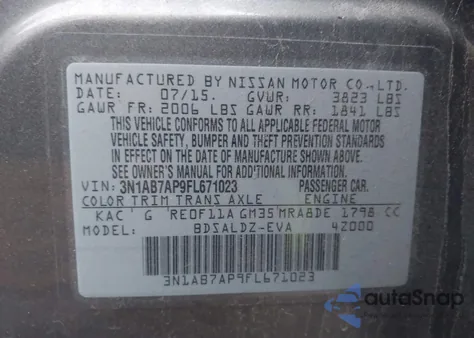 MANUFACTURED BY NISSAN MOTOR CO.,LTD.
DATE: 07/15. GVWR: 3823 LBS
GAWR FR: 2006 LBS GAWR RR: 1841 LBS
THIS VEHICLE CONFORMS TO ALL APPLICABLE FEDERAL MOTOR
VEHICLE SAFETY, BUMPER AND THEFT PREVENTION STANDARDS
IN EFFECT ON THE DATE OF MANUFACTURE SHOWN ABOVE.
SEE OWNER'S MANUAL FOR ADDITIONAL INFORMATION.
VIN: 3N1AB7AP9FL671023 PASSENGER CAR.
COLOR TRIM TRANS AXLE ENGINE
KAC G RE0F11A GM35 MRA8DE 1798 CC
MODEL: BDSALDZ-EVA 4Z000
3N1AB7AP9FL671023
autaSnap